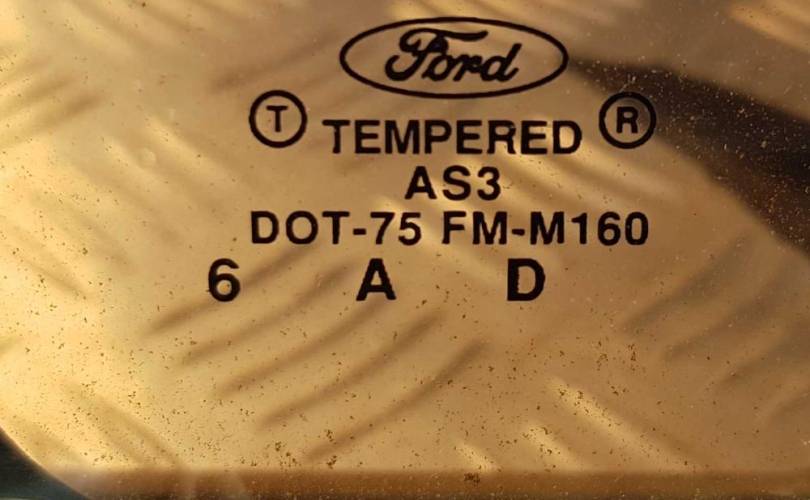 Ford
T TEMPERED R
AS3
DOT-75 FM-M160
6 A D